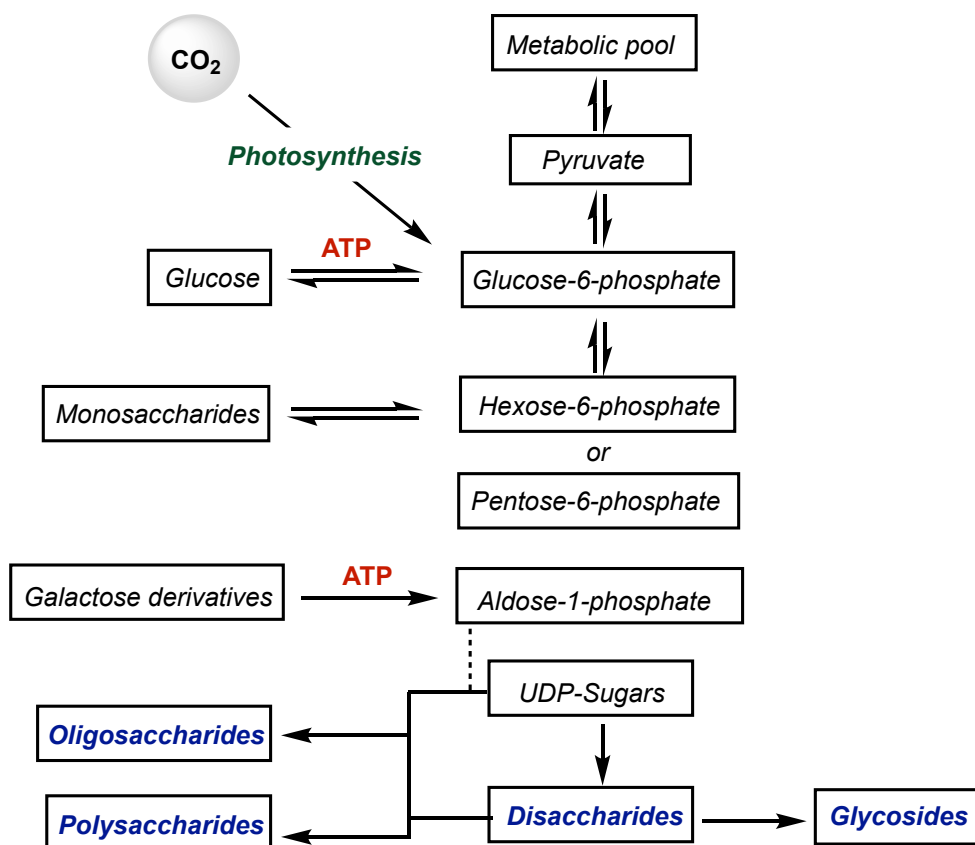 CO₂
Metabolic pool
Photosynthesis
Pyruvate
ATP
Glucose
Glucose-6-phosphate
Monosaccharides
Hexose-6-phosphate
or
Pentose-6-phosphate
ATP
Galactose derivatives
Aldose-1-phosphate
UDP-Sugars
Oligosaccharides
Polysaccharides
Disaccharides
Glycosides